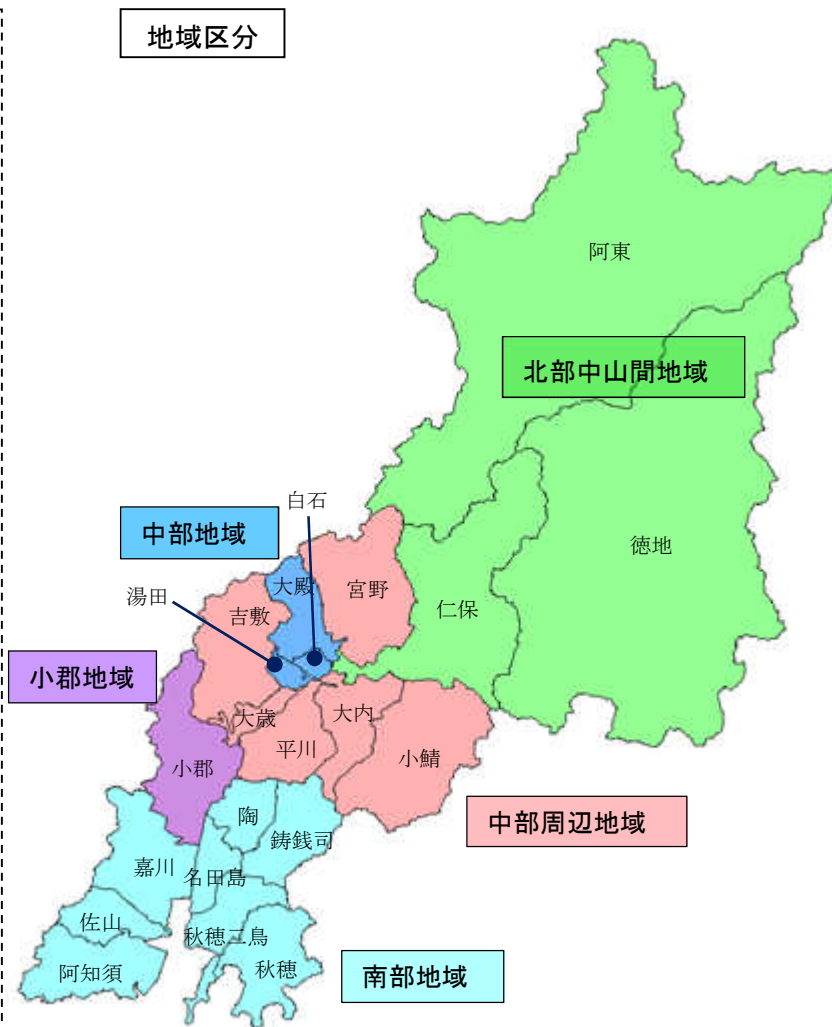 地域区分
阿東
北部中山間地域
白石
中部地域
徳地
大殿
宮野
湯田
吉敷
仁保
小郡地域
大歳
大内
平川
小鯖
小郡
陶
中部周辺地域
鋳銭司
嘉川
名田島
佐山
秋穂二島
阿知須
秋穂
南部地域